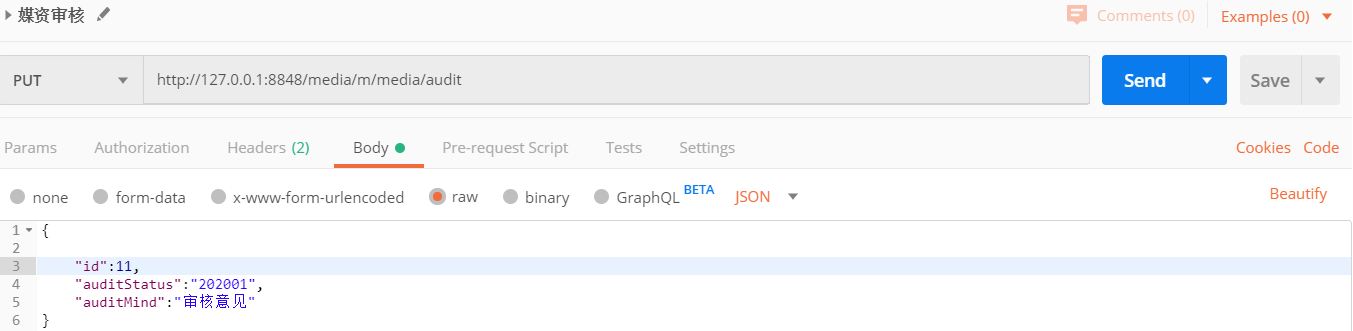 媒资审核
Comments (0)
Examples (0)
PUT
http://127.0.0.1:8848/media/m/media/audit
Send
Save
Params Authorization Headers (2) Body Pre-request Script Tests Settings Cookies Code
none form-data x-www-form-urlencoded raw binary GraphQL BETA JSON Beautify
1 {
2
3 "id":11,
4 "auditStatus":"202001",
5 "auditMind":"审核意见"
6 }